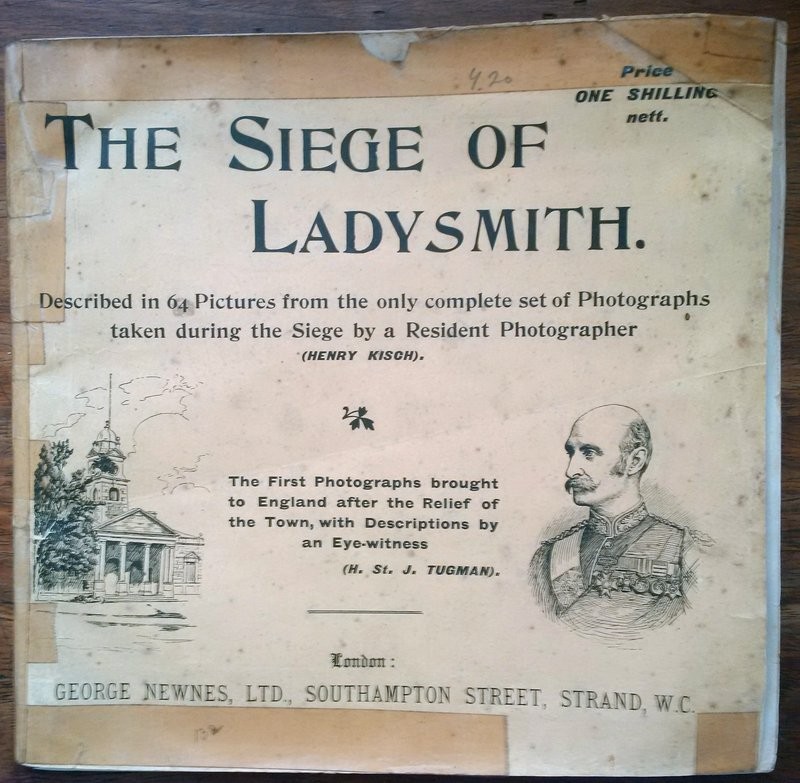 4.20
Price
ONE SHILLING
nett.
THE SIEGE OF
LADYSMITH.
Described in 64 Pictures from the only complete set of Photographs
taken during the Siege by a Resident Photographer
(HENRY KISCH).
The First Photographs brought
to England after the Relief of
the Town, with Descriptions by
an Eye-witness
(H. St. J. TUGMAN).
London:
GEORGE NEWNES, LTD., SOUTHAMPTON STREET, STRAND, W.C.